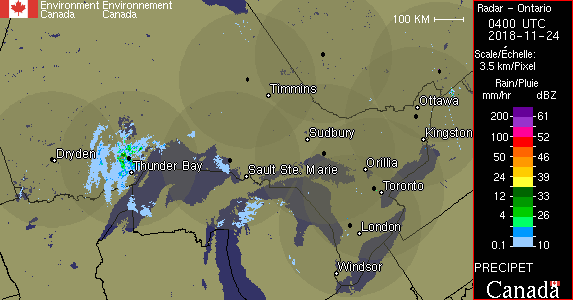 Environment Environnement
Canada Canada
100 KM
Timmins
Ottawa
Sudbury
Kingston
Dryden
Thunder Bay
Sault Ste. Marie
Orillia
Toronto
London
Windsor
Radar - Ontario
0400 UTC
2018-11-24
Scale/Échelle:
3.5 km/Pixel
Rain/Pluie
mm/hr dBZ
200 61
100 52
50 46
24 39
12 33
4 26
0.1 10
PRECIPET
Canada